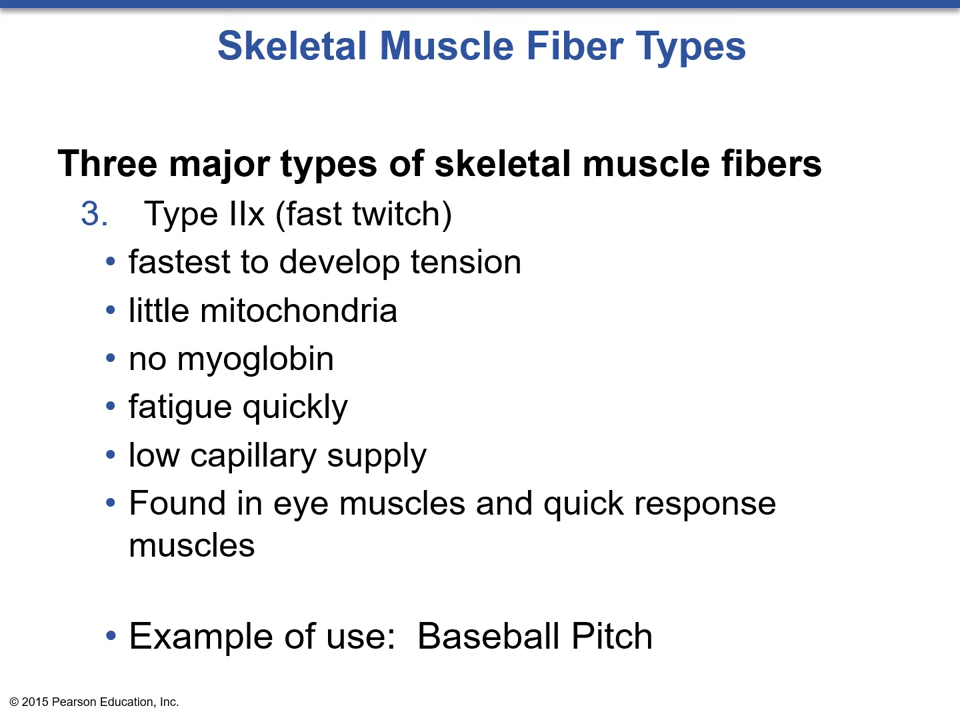 Skeletal Muscle Fiber Types
Three major types of skeletal muscle fibers
3. Type IIx (fast twitch)
• fastest to develop tension
• little mitochondria
• no myoglobin
• fatigue quickly
• low capillary supply
• Found in eye muscles and quick response
muscles
• Example of use:  Baseball Pitch
© 2015 Pearson Education, Inc.